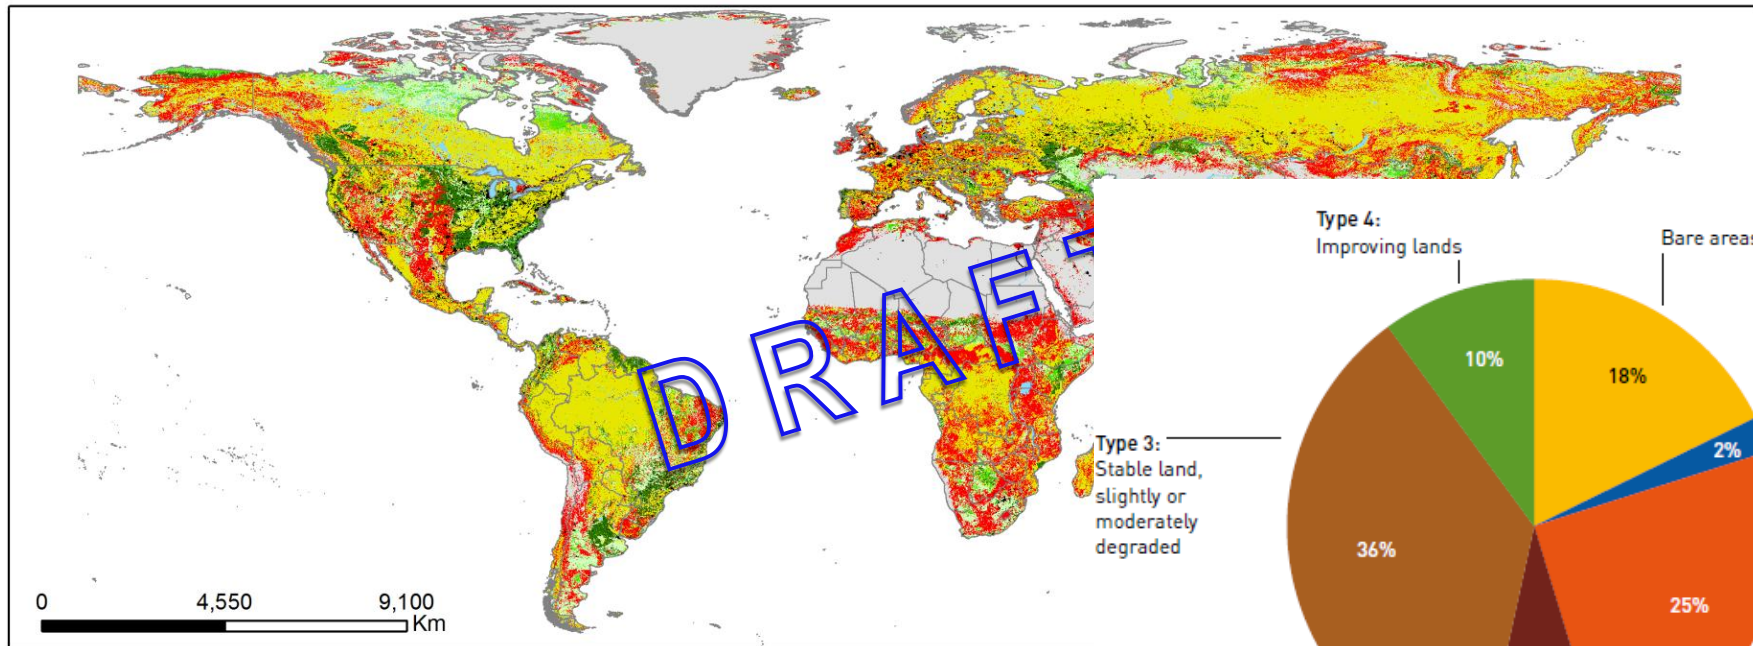 DRAFT
Type 4:
Improving lands
Bare areas
10%
18%
2%
Type 3:
Stable land,
slightly or
moderately
degraded
36%
25%
0 4,550 9,100
Km